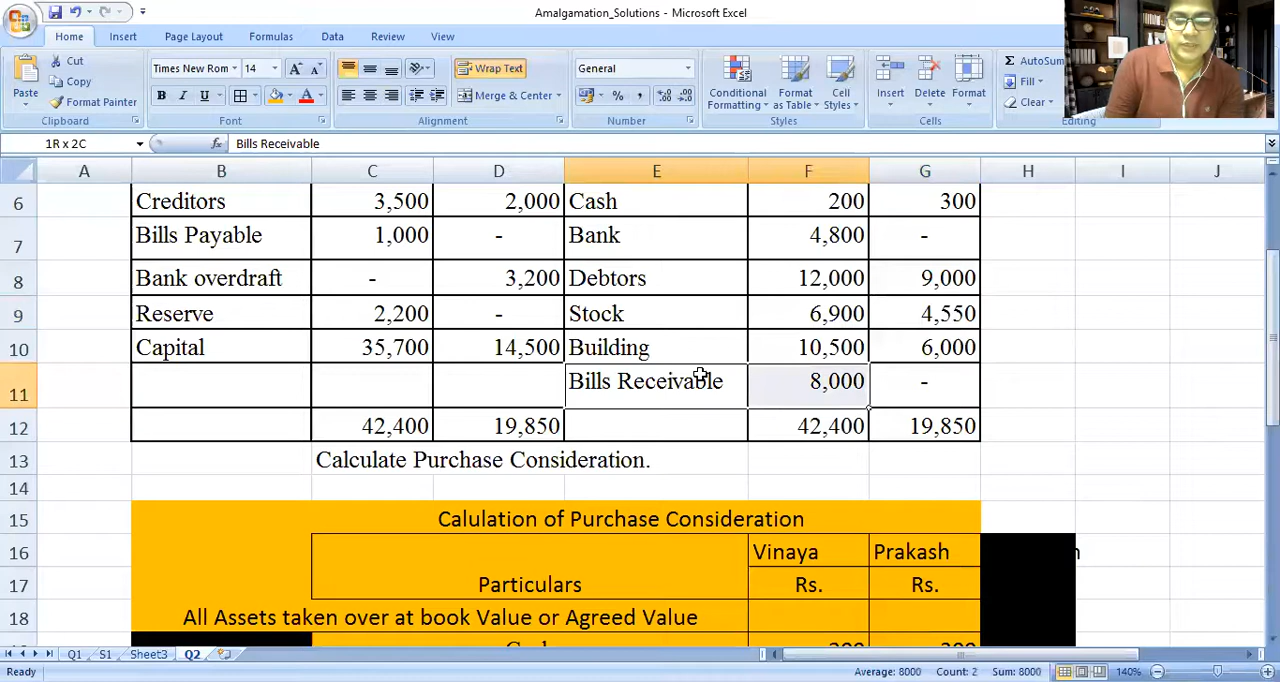 Amalgamation_Solutions - Microsoft Excel
Home Insert Page Layout Formulas Data Review View
Paste Cut Copy Format Painter
Times New Rom 14 A A
B I U A
Wrap Text
Merge & Center
General
% ,
Conditional Formatting Format as Table Cell Styles
Insert Delete Format
Σ AutoSum
Fill
Clear
Clipboard Font Alignment Number Styles Cells Editing
1R x 2C fx Bills Receivable
A B C D E F G H I J
6 Creditors 3,500 2,000 Cash 200 300
7 Bills Payable 1,000 - Bank 4,800 -
8 Bank overdraft - 3,200 Debtors 12,000 9,000
9 Reserve 2,200 - Stock 6,900 4,550
10 Capital 35,700 14,500 Building 10,500 6,000
11 Bills Receivable 8,000 -
12 42,400 19,850 42,400 19,850
13 Calculate Purchase Consideration.
14
15 Calulation of Purchase Consideration
16 Vinaya Prakash
17 Particulars Rs. Rs.
18 All Assets taken over at book Value or Agreed Value
Q1 S1 Sheet3 Q2
Ready Average: 8000 Count: 2 Sum: 8000 140%